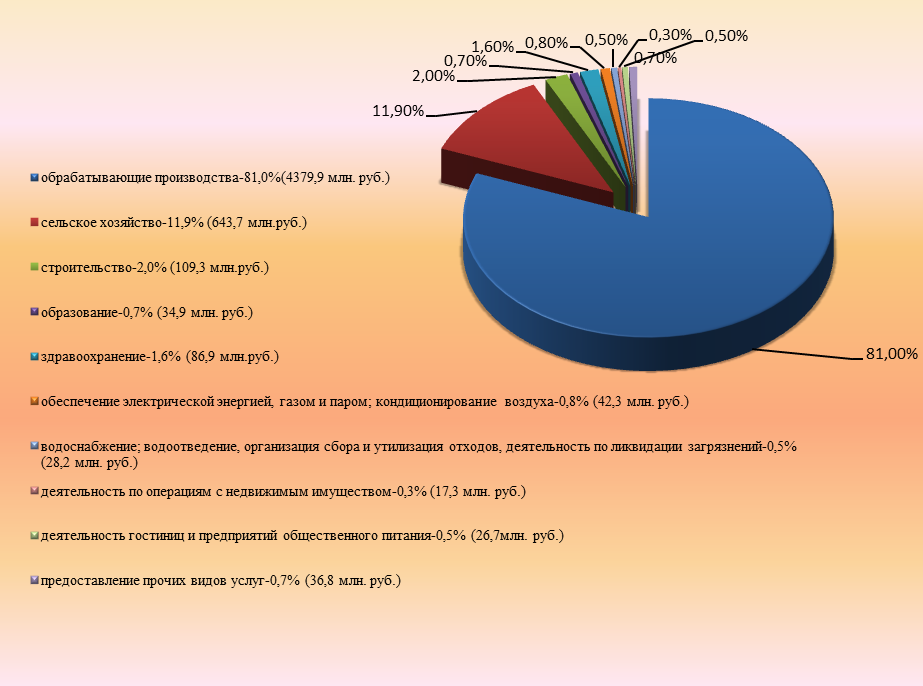 1,60%
0,80%
0,50%
0,30%
0,50%
0,70%
0,70%
2,00%
11,90%
обрабатывающие производства-81,0%(4379,9 млн. руб.)
сельское хозяйство-11,9% (643,7 млн.руб.)
строительство-2,0% (109,3 млн.руб.)
образование-0,7% (34,9 млн. руб.)
здравоохранение-1,6% (86,9 млн.руб.)
81,00%
обеспечение электрической энергией, газом и паром; кондиционирование воздуха-0,8% (42,3 млн. руб.)
водоснабжение; водоотведение, организация сбора и утилизация отходов, деятельность по ликвидации загрязнений-0,5%
(28,2 млн. руб.)
деятельность по операциям с недвижимым имуществом-0,3% (17,3 млн. руб.)
деятельность гостиниц и предприятий общественного питания-0,5% (26,7млн. руб.)
предоставление прочих видов услуг-0,7% (36,8 млн. руб.)